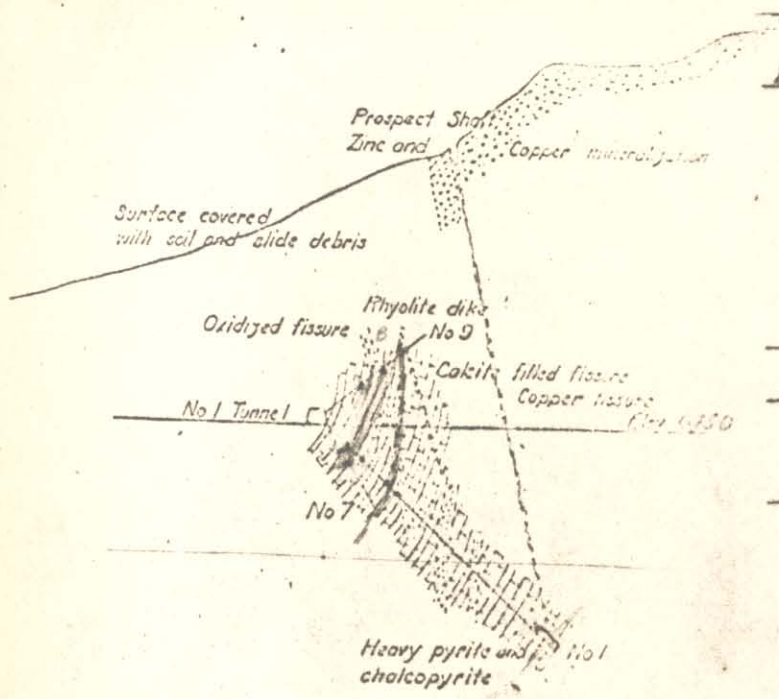 Prospect Shaft
Zinc and Copper mineralization
Surface covered
with soil and slide debris
Rhyolite dike
Oxidized fissure
B
No 9
Calcite filled fissure
Copper fissure
No 1 Tunnel
Elev
No 7
Heavy pyrite and
chalcopyrite
No 1